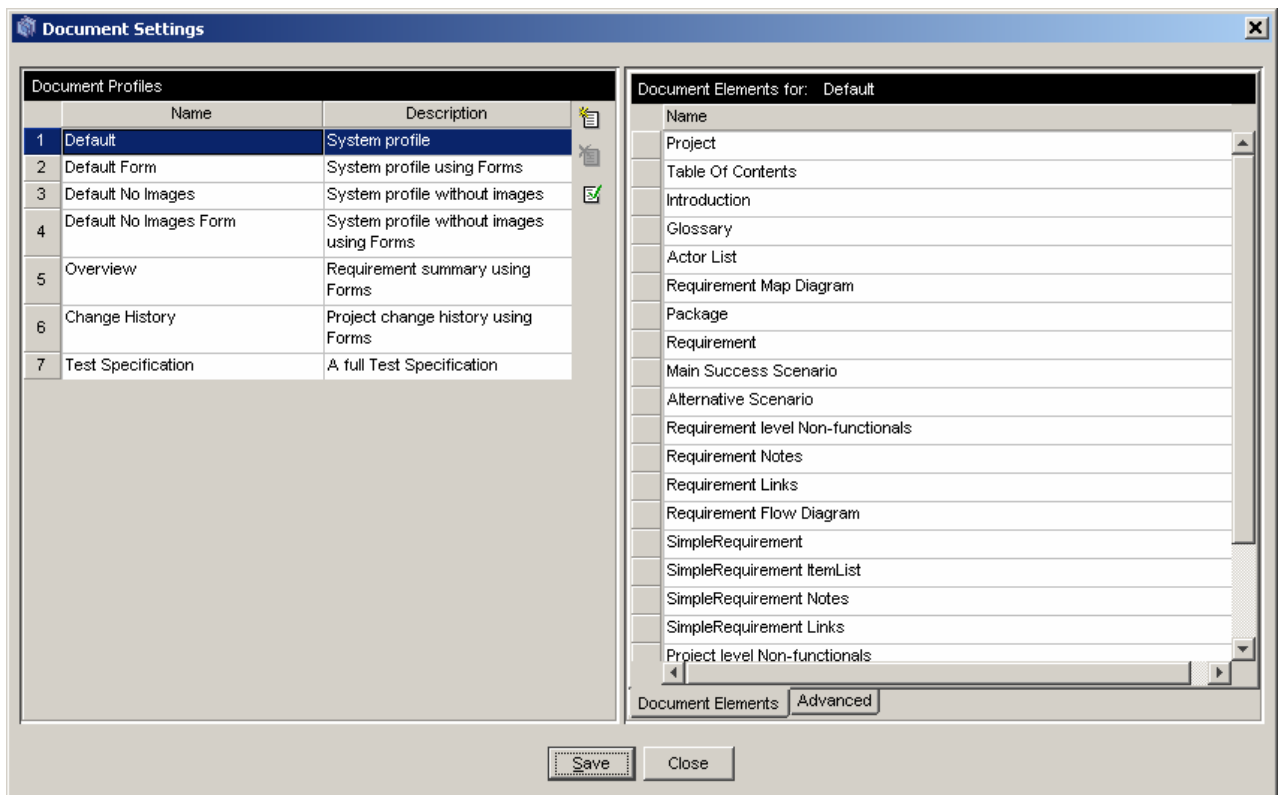 Document Settings
Document Profiles
Name Description
1 Default System profile
2 Default Form System profile using Forms
3 Default No Images System profile without images
4 Default No Images Form System profile without images
using Forms
5 Overview Requirement summary using
Forms
6 Change History Project change history using
Forms
7 Test Specification A full Test Specification
Document Elements for: Default
Name
Project
Table Of Contents
Introduction
Glossary
Actor List
Requirement Map Diagram
Package
Requirement
Main Success Scenario
Alternative Scenario
Requirement level Non-functionals
Requirement Notes
Requirement Links
Requirement Flow Diagram
SimpleRequirement
SimpleRequirement ItemList
SimpleRequirement Notes
SimpleRequirement Links
Project level Non-functionals
Document Elements Advanced
Save Close